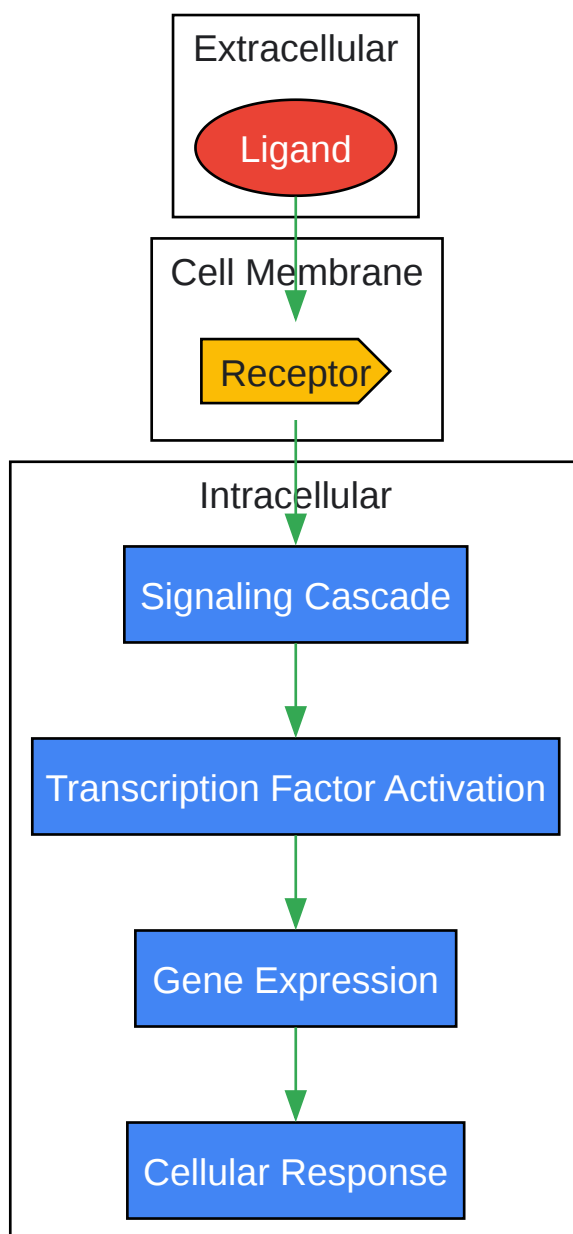 Extracellular
Ligand
Cell Membrane
Receptor
Intracellular
Signaling Cascade
Transcription Factor Activation
Gene Expression
Cellular Response